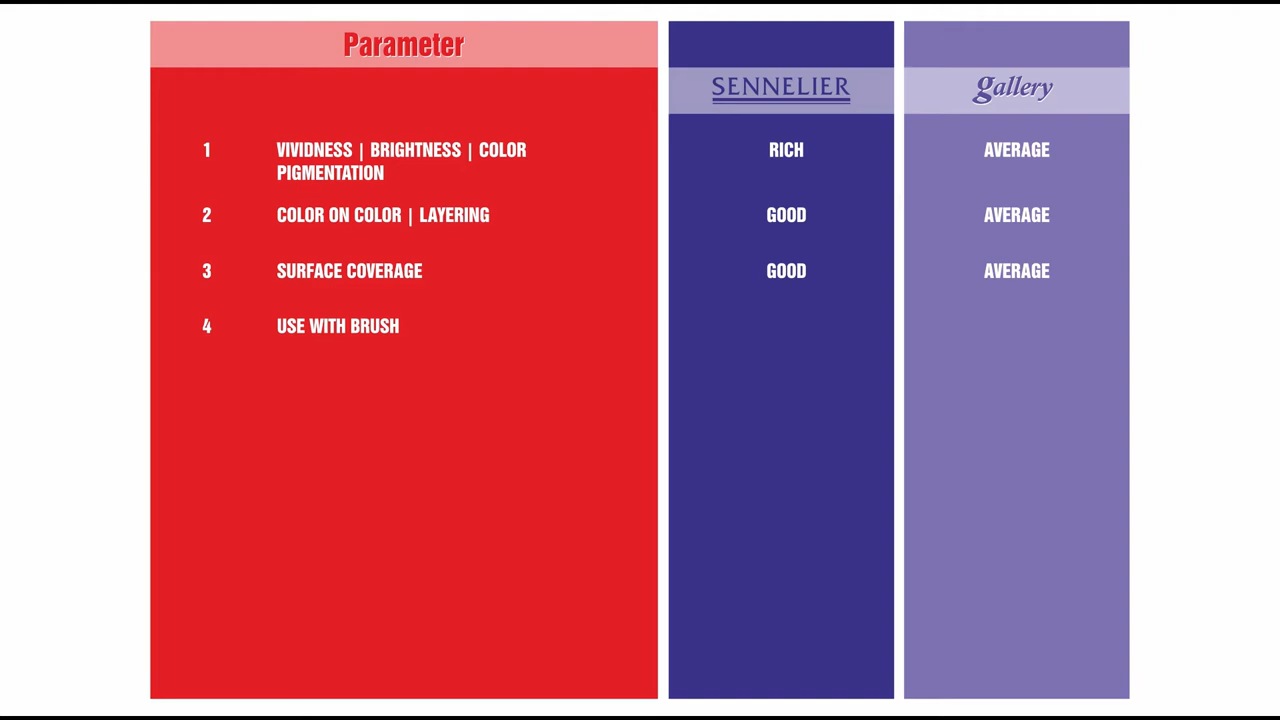 Parameter
SENNELIER gallery
1 VIVIDNESS | BRIGHTNESS | COLOR RICH AVERAGE
PIGMENTATION
2 COLOR ON COLOR | LAYERING GOOD AVERAGE
3 SURFACE COVERAGE GOOD AVERAGE
4 USE WITH BRUSH